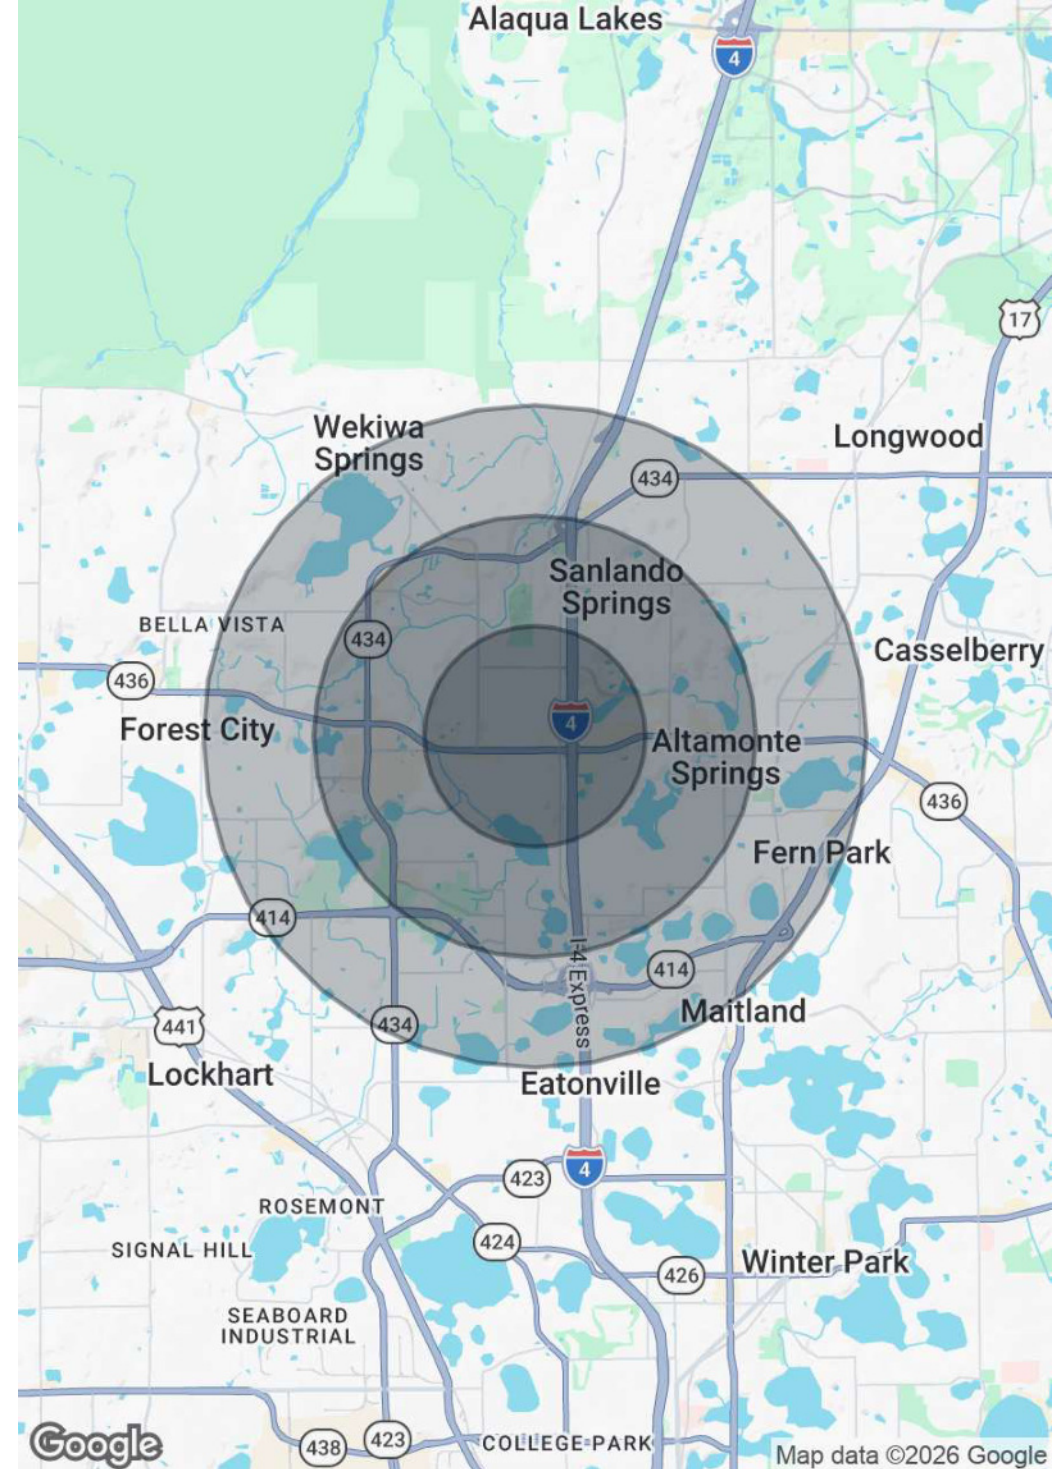 Alaqua Lakes
4
17
Wekiwa
Springs
Longwood
434
Sanlando
Springs
BELLA VISTA
434
Casselberry
436
4
Forest City
Altamonte
Springs
436
Fern Park
414
I-4 Express
414
Maitland
441
434
Lockhart
Eatonville
4
423
ROSEMONT
424
SIGNAL HILL
Winter Park
426
SEABOARD
INDUSTRIAL
Google
438
423
COLLEGE PARK
Map data ©2026 Google